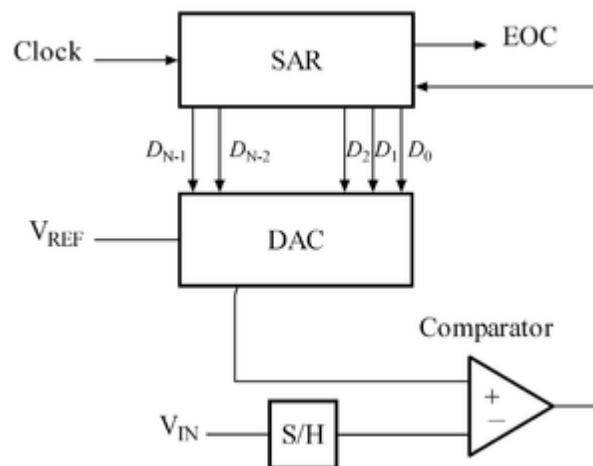 Clock
SAR
EOC
D_{N-1}
D_{N-2}
D_2
D_1
D_0
V_{REF}
DAC
Comparator
+
−
V_{IN}
S/H